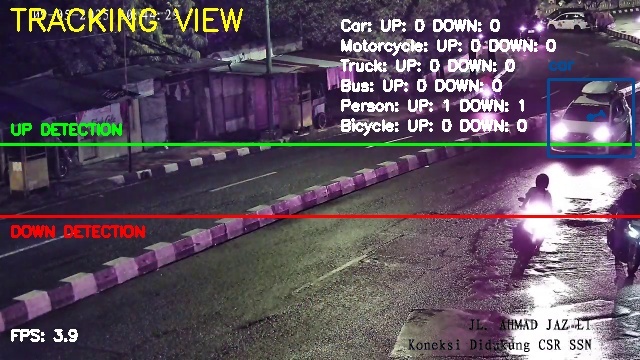 TRACKING VIEW
Car: UP: 0 DOWN: 0
Motorcycle: UP: 0 DOWN: 0
Truck: UP: 0 DOWN: 0
Bus: UP: 0 DOWN: 0
Person: UP: 1 DOWN: 1
Bicycle: UP: 0 DOWN: 0
car
UP DETECTION
DOWN DETECTION
FPS: 3.9
JL. AHMAD JAZ LI
Koneksi Didukung CSR SSN